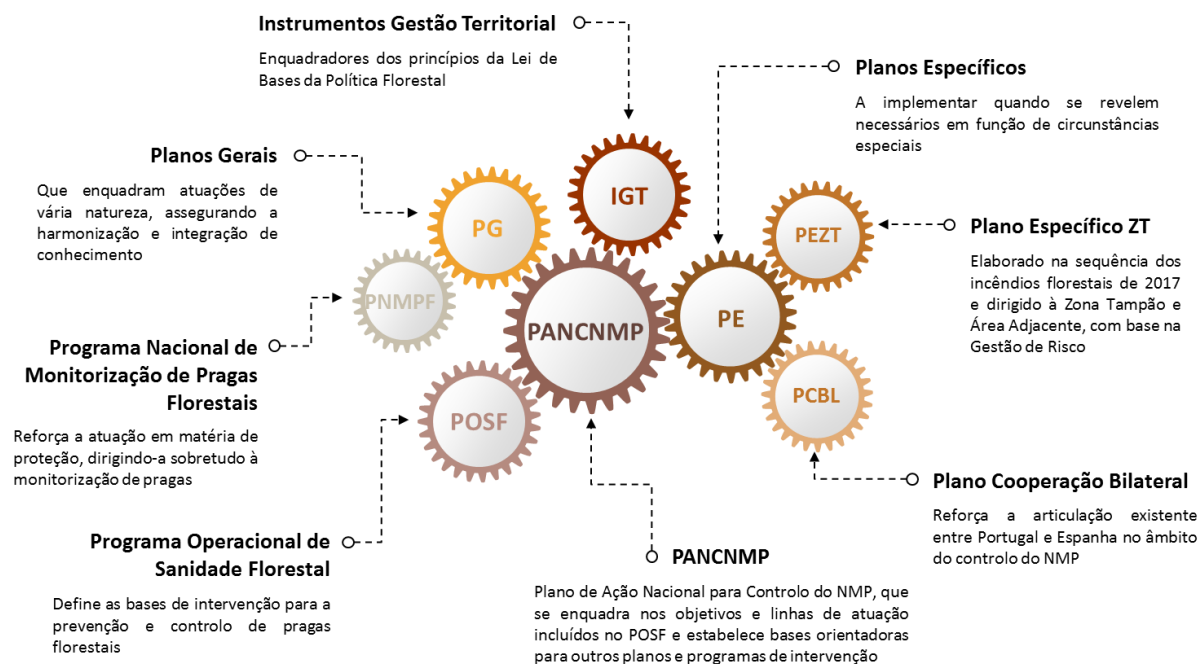 Instrumentos Gestão Territorial
Enquadradores dos princípios da Lei de
Bases da Política Florestal
Planos Específicos
A implementar quando se revelem
necessários em função de circunstâncias
especiais
Planos Gerais
Que enquadram atuações de
vária natureza, assegurando a
harmonização e integração de
conhecimento
IGT
PG
PEZT
Plano Específico ZT
Elaborado na sequência dos
incêndios florestais de 2017
e dirigido à Zona Tampão e
Área Adjacente, com base na
Gestão de Risco
PNMPF
PANCNMP
PE
Programa Nacional de
Monitorização de Pragas
Florestais
Reforça a atuação em matéria de
proteção, dirigindo-a sobretudo à
monitorização de pragas
POSF
PCBL
Plano Cooperação Bilateral
Reforça a articulação existente
entre Portugal e Espanha no âmbito
do controlo do NMP
Programa Operacional de
Sanidade Florestal
Define as bases de intervenção para a
prevenção e controlo de pragas
florestais
PANCNMP
Plano de Ação Nacional para Controlo do NMP, que
se enquadra nos objetivos e linhas de atuação
incluídos no POSF e estabelece bases orientadoras
para outros planos e programas de intervenção